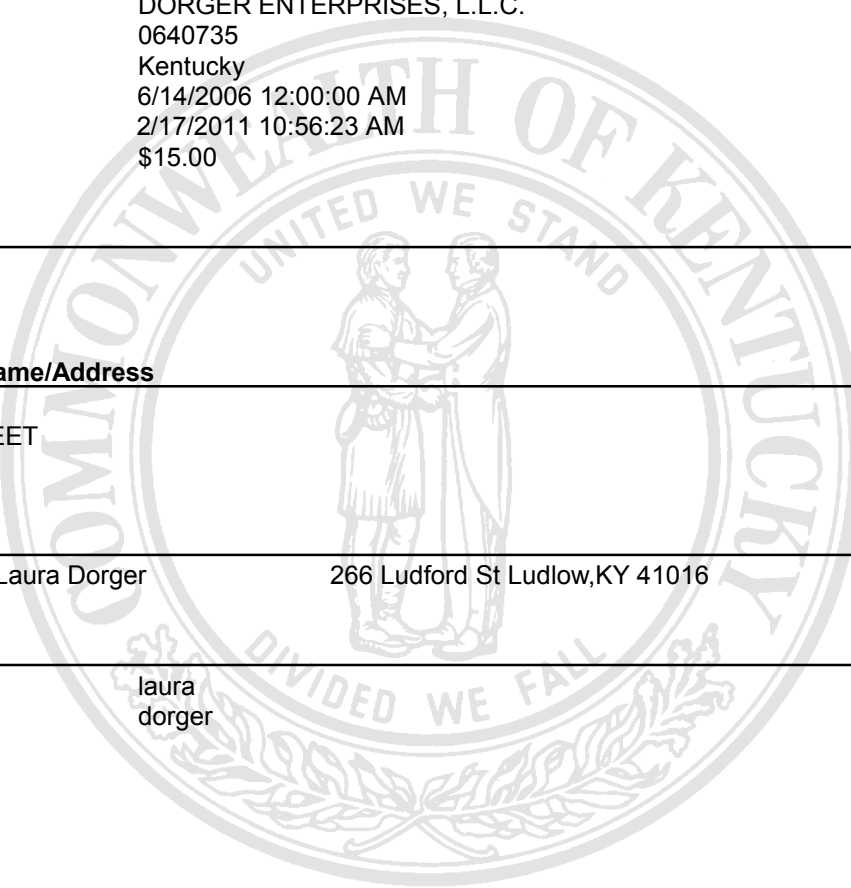 DORGER ENTERPRISES, L.L.C.
0640735
Kentucky
6/14/2006 12:00:00 AM
2/17/2011 10:56:23 AM
$15.00
ame/Address
EET
Laura Dorger 266 Ludford St Ludlow,KY 41016
laura
dorger
COMMONWEALTH OF KENTUCKY
UNITED WE STAND
DIVIDED WE FALL